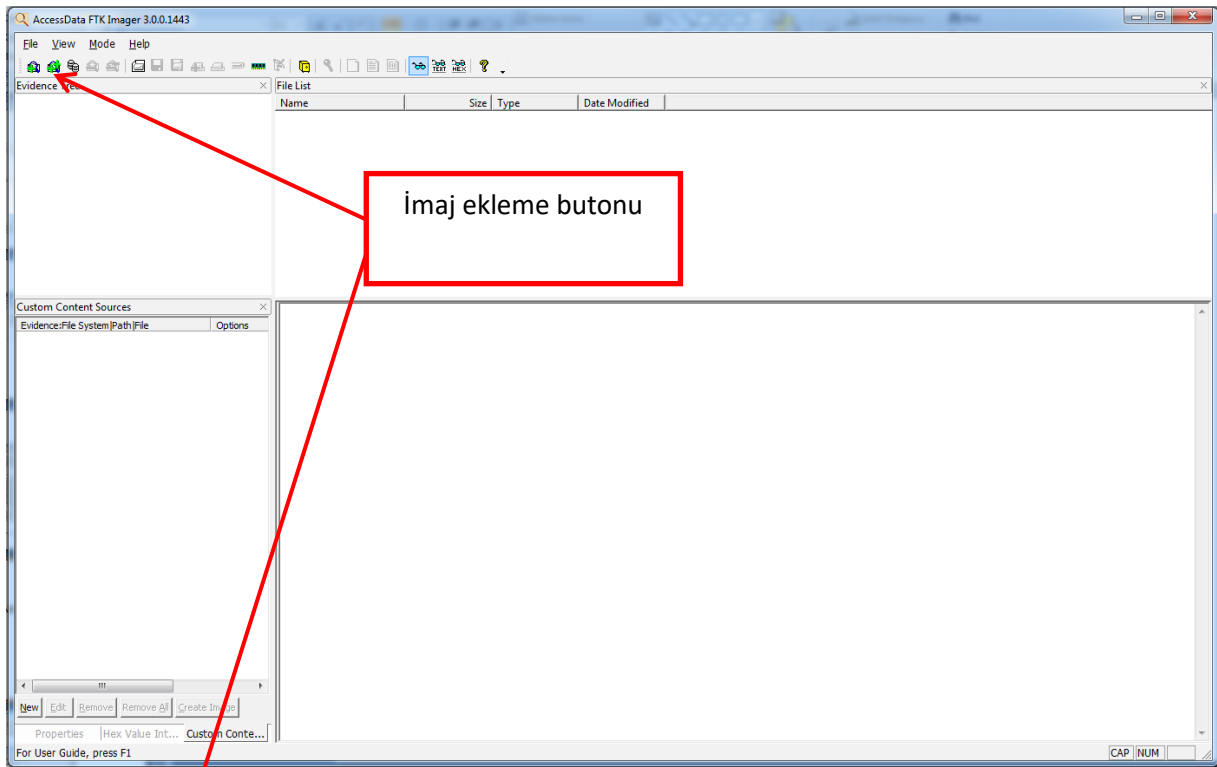 AccessData FTK Imager 3.0.0.1443
File View Mode Help
TEXT HEX
Evidence Tree
File List
Name Size Type Date Modified
İmaj ekleme butonu
Custom Content Sources
Evidence:File System|Path|File Options
New Edit Remove Remove All Create Image
Properties Hex Value Int... Custom Conte...
For User Guide, press F1
CAP NUM